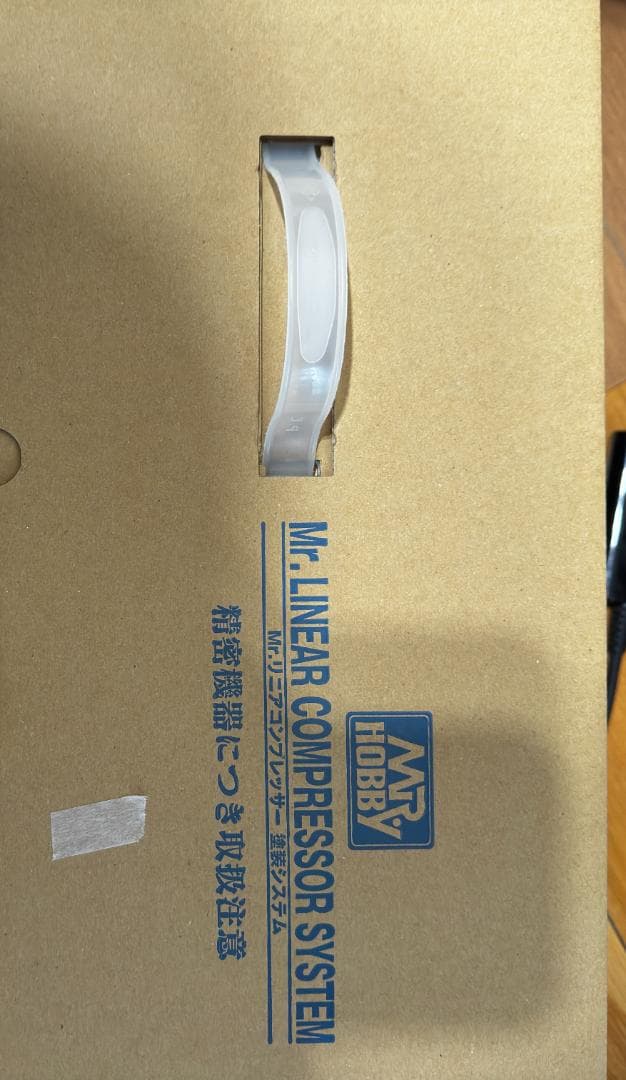 MR. HOBBY
Mr. LINEAR COMPRESSOR SYSTEM
Mr.リニアコンプレッサー 塗装システム
精密機器につき取扱注意